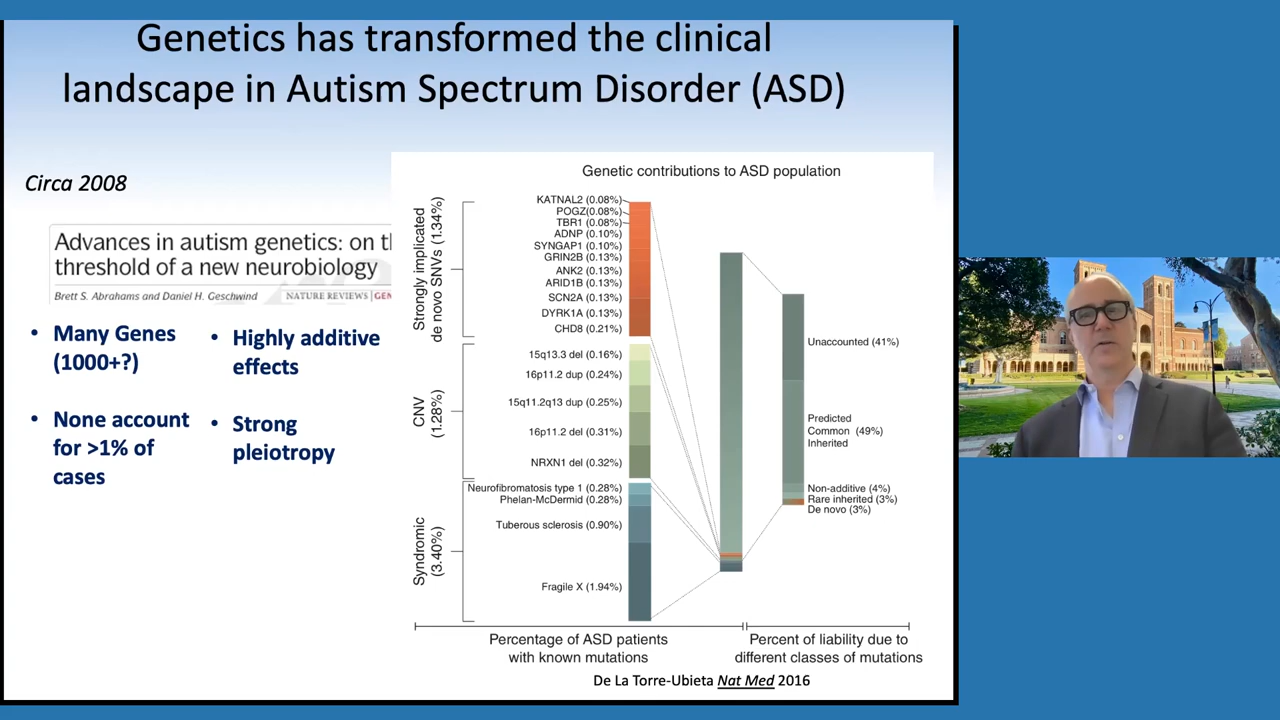 Genetics has transformed the clinical
landscape in Autism Spectrum Disorder (ASD)
Circa 2008
Advances in autism genetics: on t
threshold of a new neurobiology
Brett S. Abrahams and Daniel H. Geschwind
NATURE REVIEWS | GEN
• Many Genes
(1000+?)
• None account
for >1% of
cases
• Highly additive
effects
• Strong
pleiotropy
Genetic contributions to ASD population
Strongly implicated
de novo SNVs (1.34%)
KATNAL2 (0.08%)
POGZ(0.08%)
TBR1 (0.08%)
ADNP (0.10%)
SYNGAP1 (0.10%)
GRIN2B (0.13%)
ANK2 (0.13%)
ARID1B (0.13%)
SCN2A (0.13%)
DYRK1A (0.13%)
CHD8 (0.21%)
CNV
(1.28%)
15q13.3 del (0.16%)
16p11.2 dup (0.24%)
15q11.2q13 dup (0.25%)
16p11.2 del (0.31%)
NRXN1 del (0.32%)
Syndromic
(3.40%)
Neurofibromatosis type 1 (0.28%)
Phelan-McDermid (0.28%)
Tuberous sclerosis (0.90%)
Fragile X (1.94%)
Unaccounted (41%)
Predicted
Common (49%)
Inherited
Non-additive (4%)
Rare inherited (3%)
De novo (3%)
Percentage of ASD patients
with known mutations
Percent of liability due to
different classes of mutations
De La Torre-Ubieta Nat Med 2016